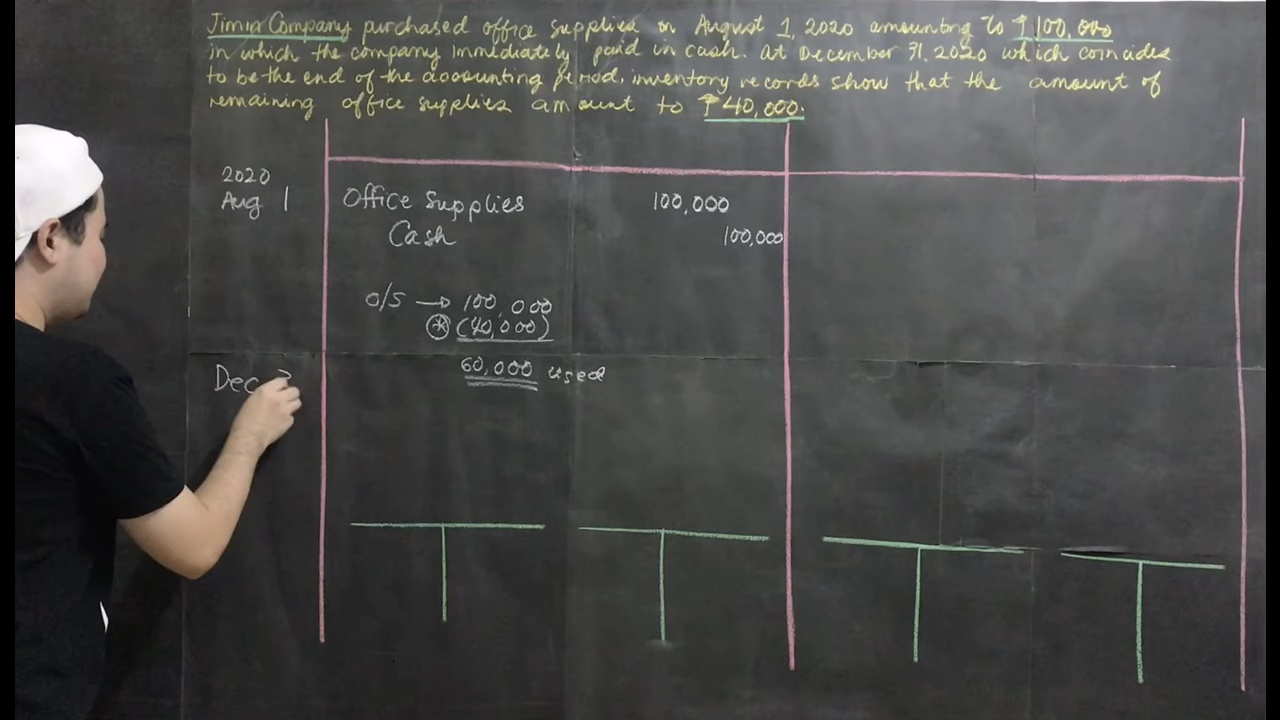 Jimin Company purchased office supplies on August 1, 2020 amounting to ₱100,000
in which the company immediately paid in cash. At December 31, 2020 which coincides
to be the end of the accounting period, inventory records show that the amount of
remaining office supplies amount to ₱40,000.
2020
Aug 1 Office Supplies 100,000
Cash 100,000
O/S → 100,000
* (40,000)
60,000 used
Dec 3